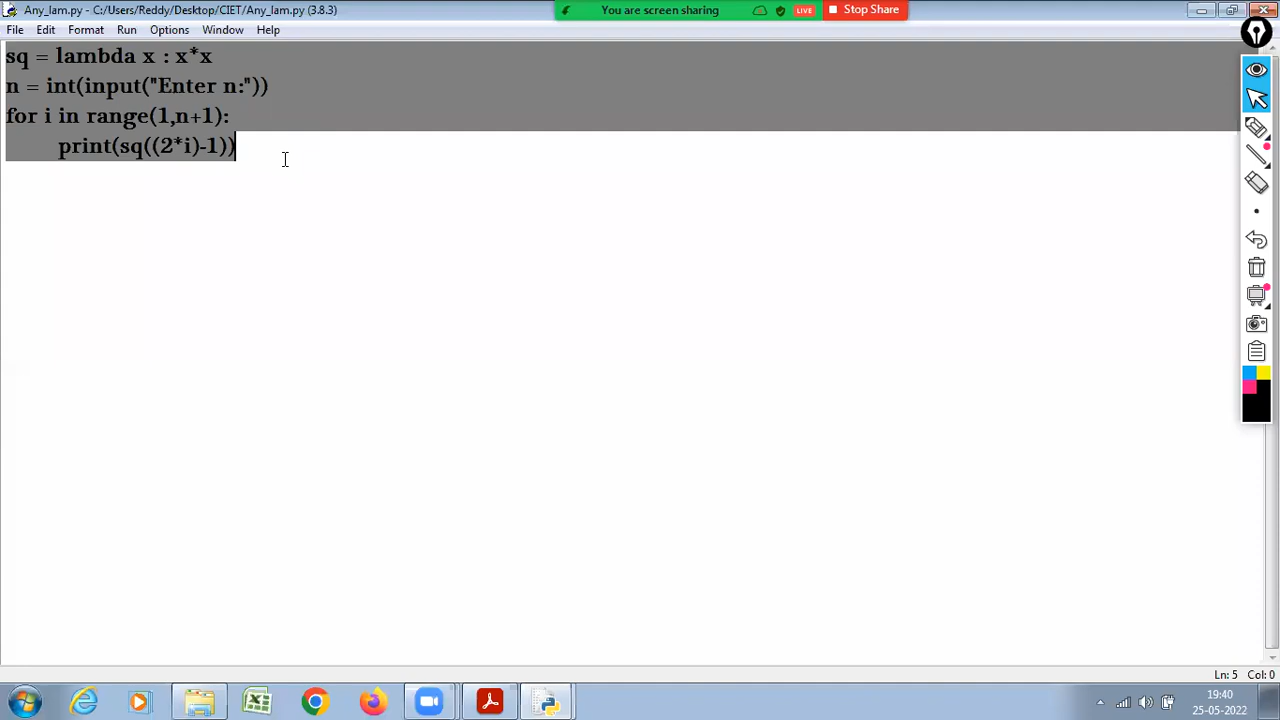 Any_lam.py - C:/Users/Reddy/Desktop/CIET/Any_lam.py (3.8.3)
You are screen sharing
LIVE
Stop Share
File Edit Format Run Options Window Help
sq = lambda x : x*x
n = int(input("Enter n:"))
for i in range(1,n+1):
print(sq((2*i)-1))
Ln: 5 Col: 0
19:40
25-05-2022